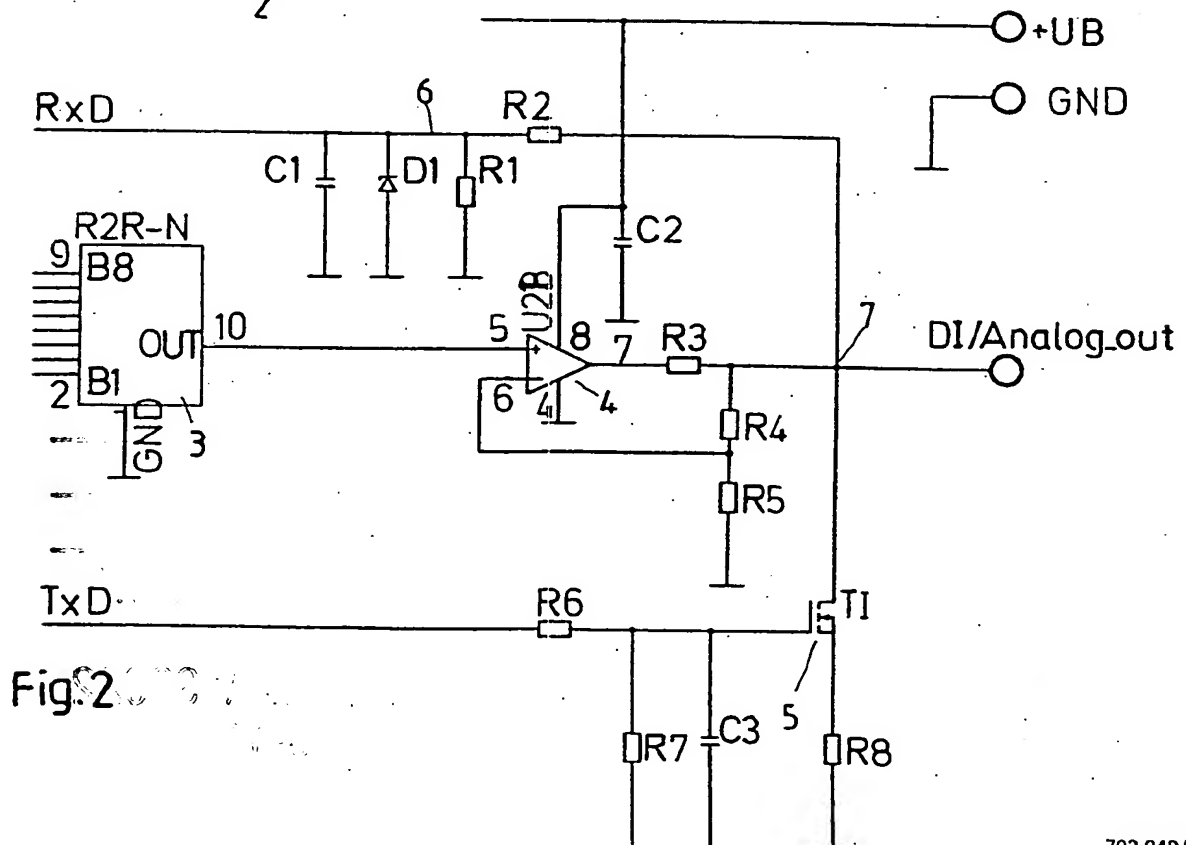 2
+UB
RxD
6
R2
GND
C1
D1
R1
R2R-N
9
B8
C2
U2B
10
5
8
7
R3
7
DI/Analog_out
OUT
2
B1
6
4
4
R4
GND
3
R5
TxD
R6
TI
Fig.2
5
R7
C3
R8